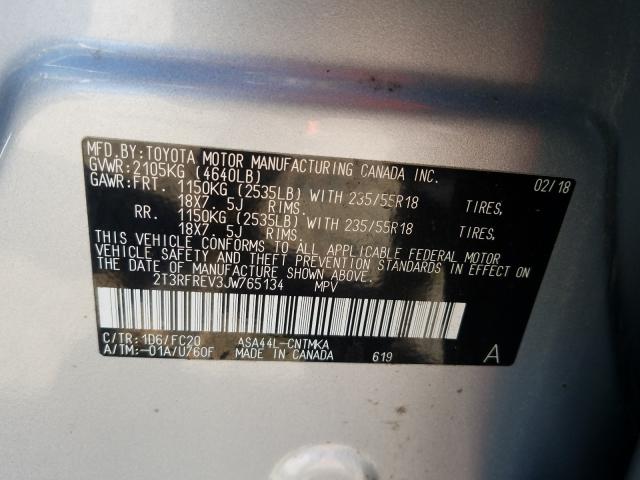 MFD.BY:TOYOTA MOTOR MANUFACTURING CANADA INC.
GVWR:2105KG (4640LB) 02/18
GAWR:FRT. 1150KG (2535LB) WITH 235/55R18 TIRES,
18X7.5J RIMS.
RR. 1150KG (2535LB) WITH 235/55R18 TIRES,
18X7.5J RIMS.
THIS VEHICLE CONFORMS TO ALL APPLICABLE FEDERAL MOTOR
VEHICLE SAFETY AND THEFT PREVENTION STANDARDS IN EFFECT ON
THE DATE OF MANUFACTURE SHOWN ABOVE.
2T3RFREV3JW765134 MPV
C/TR:1D6/FC20 ASA44L-CNTMKA
A/TM:-01A/U760F MADE IN CANADA 619 A